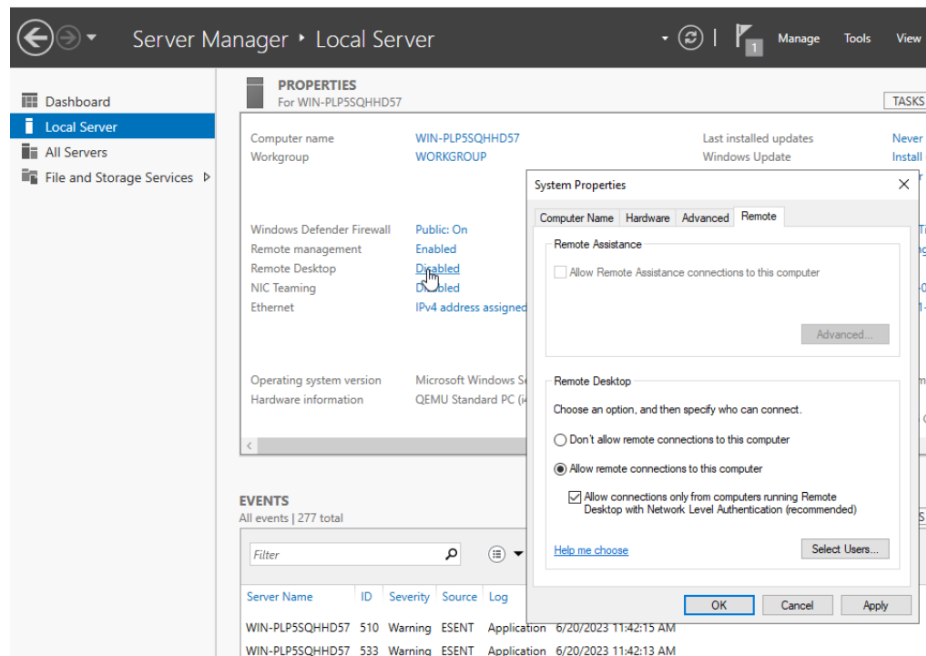 Server Manager ‣ Local Server
1
Manage Tools View
Dashboard
Local Server
All Servers
File and Storage Services
PROPERTIES
For WIN-PLP5SQHHD57
TASKS
Computer name WIN-PLP5SQHHD57 Last installed updates Never
Workgroup WORKGROUP Windows Update Install
Windows Defender Firewall Public: On
Remote management Enabled
Remote Desktop Disabled
NIC Teaming Disabled
Ethernet IPv4 address assigned
Operating system version Microsoft Windows
Hardware information QEMU Standard PC
System Properties
Computer Name Hardware Advanced Remote
Remote Assistance
Allow Remote Assistance connections to this computer
Advanced...
Remote Desktop
Choose an option, and then specify who can connect.
Don't allow remote connections to this computer
Allow remote connections to this computer
Allow connections only from computers running Remote
Desktop with Network Level Authentication (recommended)
Help me choose
Select Users...
OK Cancel Apply
EVENTS
All events | 277 total
Filter
Server Name ID Severity Source Log
WIN-PLP5SQHHD57 510 Warning ESENT Application 6/20/2023 11:42:15 AM
WIN-PLP5SQHHD57 533 Warning ESENT Application 6/20/2023 11:42:13 AM